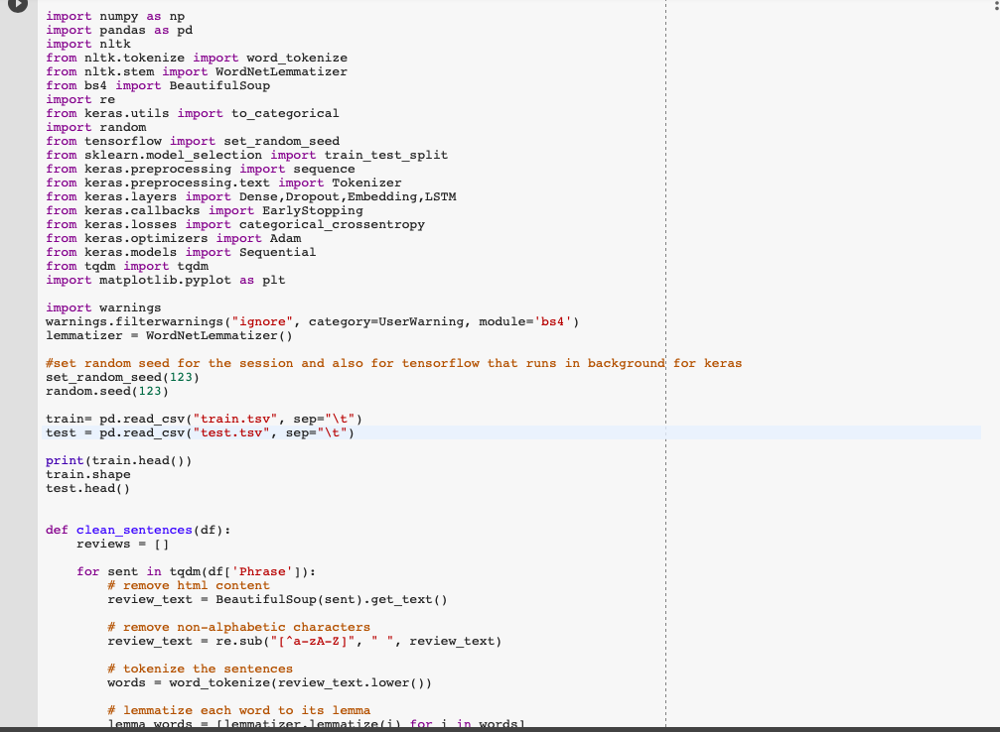 import numpy as np
import pandas as pd
import nltk
from nltk.tokenize import word_tokenize
from nltk.stem import WordNetLemmatizer
from bs4 import BeautifulSoup
import re
from keras.utils import to_categorical
import random
from tensorflow import set_random_seed
from sklearn.model_selection import train_test_split
from keras.preprocessing import sequence
from keras.preprocessing.text import Tokenizer
from keras.layers import Dense,Dropout,Embedding,LSTM
from keras.callbacks import EarlyStopping
from keras.losses import categorical_crossentropy
from keras.optimizers import Adam
from keras.models import Sequential
from tqdm import tqdm
import matplotlib.pyplot as plt

import warnings
warnings.filterwarnings("ignore", category=UserWarning, module='bs4')
lemmatizer = WordNetLemmatizer()

#set random seed for the session and also for tensorflow that runs in background for keras
set_random_seed(123)
random.seed(123)

train= pd.read_csv("train.tsv", sep="\t")
test = pd.read_csv("test.tsv", sep="\t")

print(train.head())
train.shape
test.head()


def clean_sentences(df):
    reviews = []

    for sent in tqdm(df['Phrase']):
        # remove html content
        review_text = BeautifulSoup(sent).get_text()

        # remove non-alphabetic characters
        review_text = re.sub("[^a-zA-Z]", " ", review_text)

        # tokenize the sentences
        words = word_tokenize(review_text.lower())

        # lemmatize each word to its lemma
        lemma_words = [lemmatizer.lemmatize(i) for i in words]